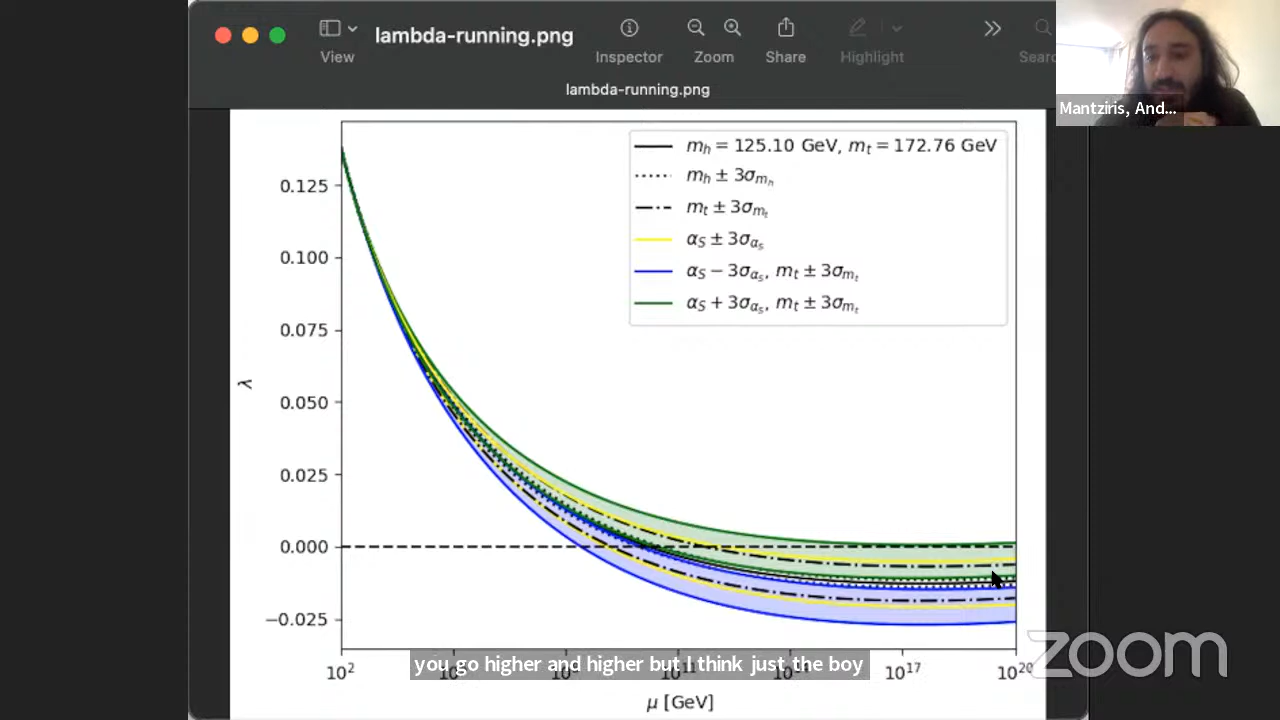 lambda-running.png
View
Inspector
Zoom
Share
Highlight
lambda-running.png
Mantziris, And...
m_h = 125.10 GeV, m_t = 172.76 GeV
m_h ± 3σ_{m_h}
m_t ± 3σ_{m_t}
α_S ± 3σ_{α_s}
α_S − 3σ_{α_s}, m_t ± 3σ_{m_t}
α_S + 3σ_{α_s}, m_t ± 3σ_{m_t}
0.125
0.100
0.075
0.050
0.025
0.000
−0.025
λ
you go higher and higher but I think just the boy
10^2
10^17
10^20
μ [GeV]
zoom